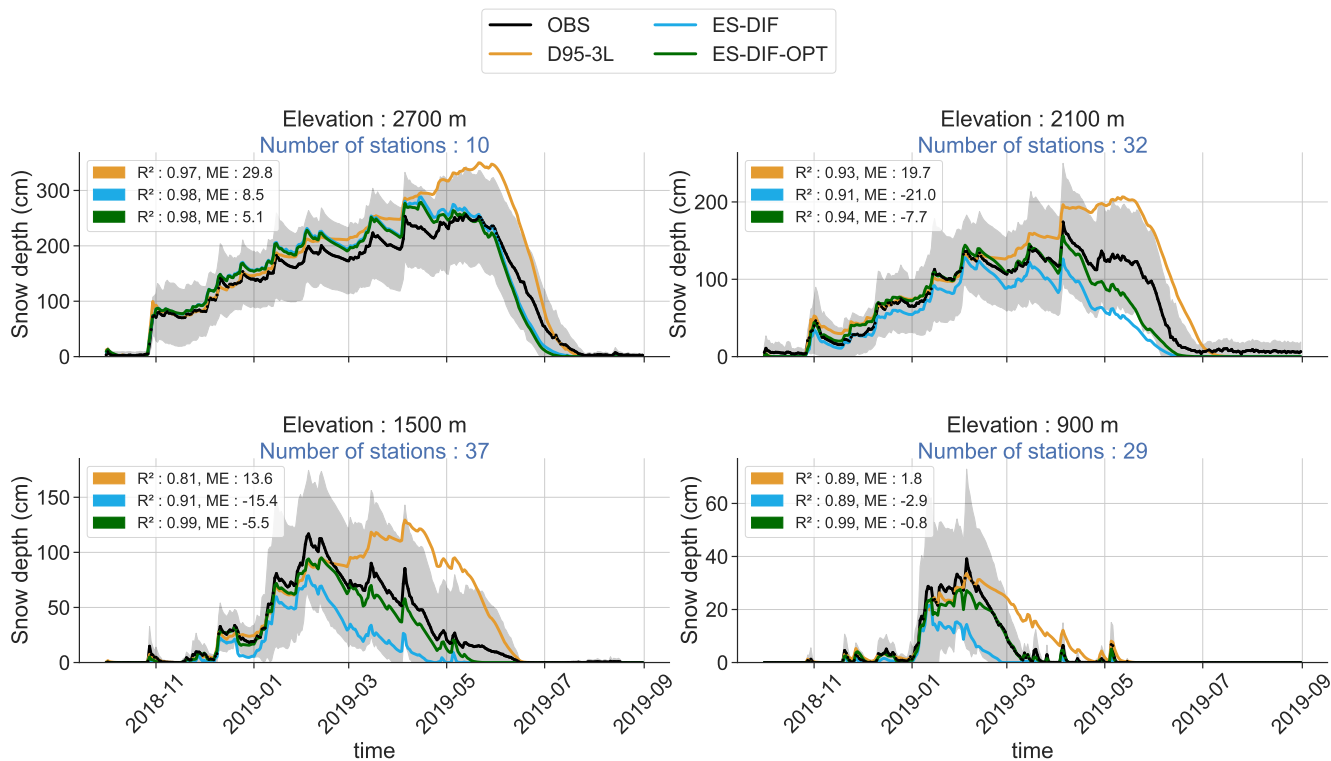 OBS
ES-DIF
D95-3L
ES-DIF-OPT
Elevation : 2700 m
Number of stations : 10
R² : 0.97, ME : 29.8
R² : 0.98, ME : 8.5
R² : 0.98, ME : 5.1
Snow depth (cm)
300
200
100
0
Elevation : 2100 m
Number of stations : 32
R² : 0.93, ME : 19.7
R² : 0.91, ME : -21.0
R² : 0.94, ME : -7.7
Snow depth (cm)
200
100
0
Elevation : 1500 m
Number of stations : 37
R² : 0.81, ME : 13.6
R² : 0.91, ME : -15.4
R² : 0.99, ME : -5.5
Snow depth (cm)
150
100
50
0
2018-11
2019-01
2019-03
2019-05
2019-07
2019-09
time
Elevation : 900 m
Number of stations : 29
R² : 0.89, ME : 1.8
R² : 0.89, ME : -2.9
R² : 0.99, ME : -0.8
Snow depth (cm)
60
40
20
0
2018-11
2019-01
2019-03
2019-05
2019-07
2019-09
time